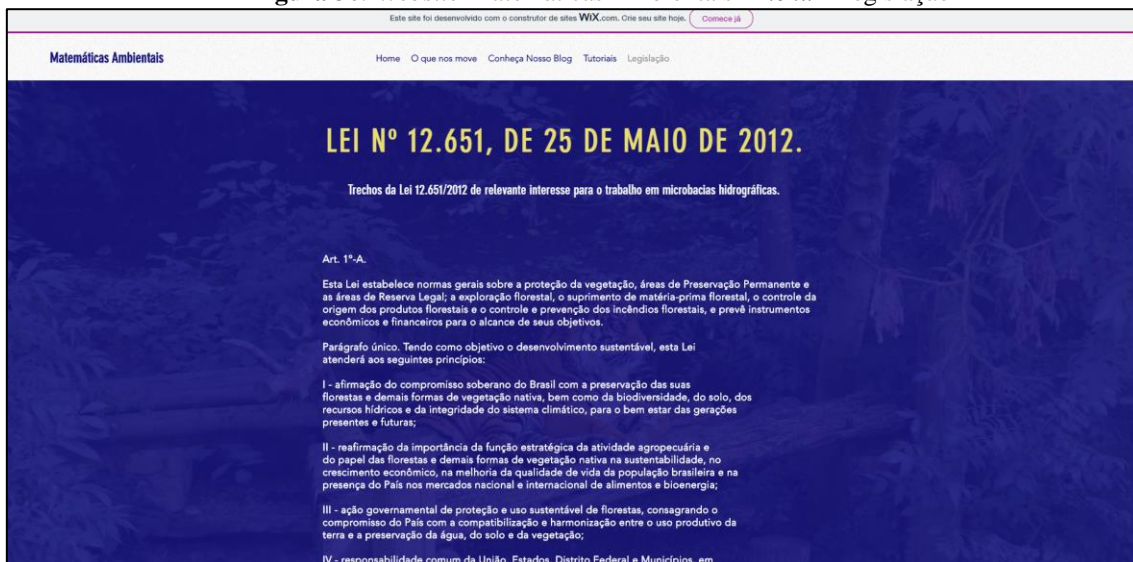 Este site foi desenvolvido com o construtor de sites WiX.com. Crie seu site hoje. Comece já
Matemáticas Ambientais
Home O que nos move Conheça Nosso Blog Tutoriais Legislação
LEI Nº 12.651, DE 25 DE MAIO DE 2012.
Trechos da Lei 12.651/2012 de relevante interesse para o trabalho em microbacias hidrográficas.
Art. 1º-A.
Esta Lei estabelece normas gerais sobre a proteção da vegetação, áreas de Preservação Permanente e
as áreas de Reserva Legal; a exploração florestal, o suprimento de matéria-prima florestal, o controle da
origem dos produtos florestais e o controle e prevenção dos incêndios florestais, e prevê instrumentos
econômicos e financeiros para o alcance de seus objetivos.
Parágrafo único. Tendo como objetivo o desenvolvimento sustentável, esta Lei
atenderá aos seguintes princípios:
I - afirmação do compromisso soberano do Brasil com a preservação das suas
florestas e demais formas de vegetação nativa, bem como da biodiversidade, do solo, dos
recursos hídricos e da integridade do sistema climático, para o bem estar das gerações
presentes e futuras;
II - reafirmação da importância da função estratégica da atividade agropecuária e
do papel das florestas e demais formas de vegetação nativa na sustentabilidade, no
crescimento econômico, na melhoria da qualidade de vida da população brasileira e na
presença do País nos mercados nacional e internacional de alimentos e bioenergia;
III - ação governamental de proteção e uso sustentável de florestas, consagrando o
compromisso do País com a compatibilização e harmonização entre o uso produtivo da
terra e a preservação da água, do solo e da vegetação;
IV - responsabilidade comum da União, Estados, Distrito Federal e Municípios, em